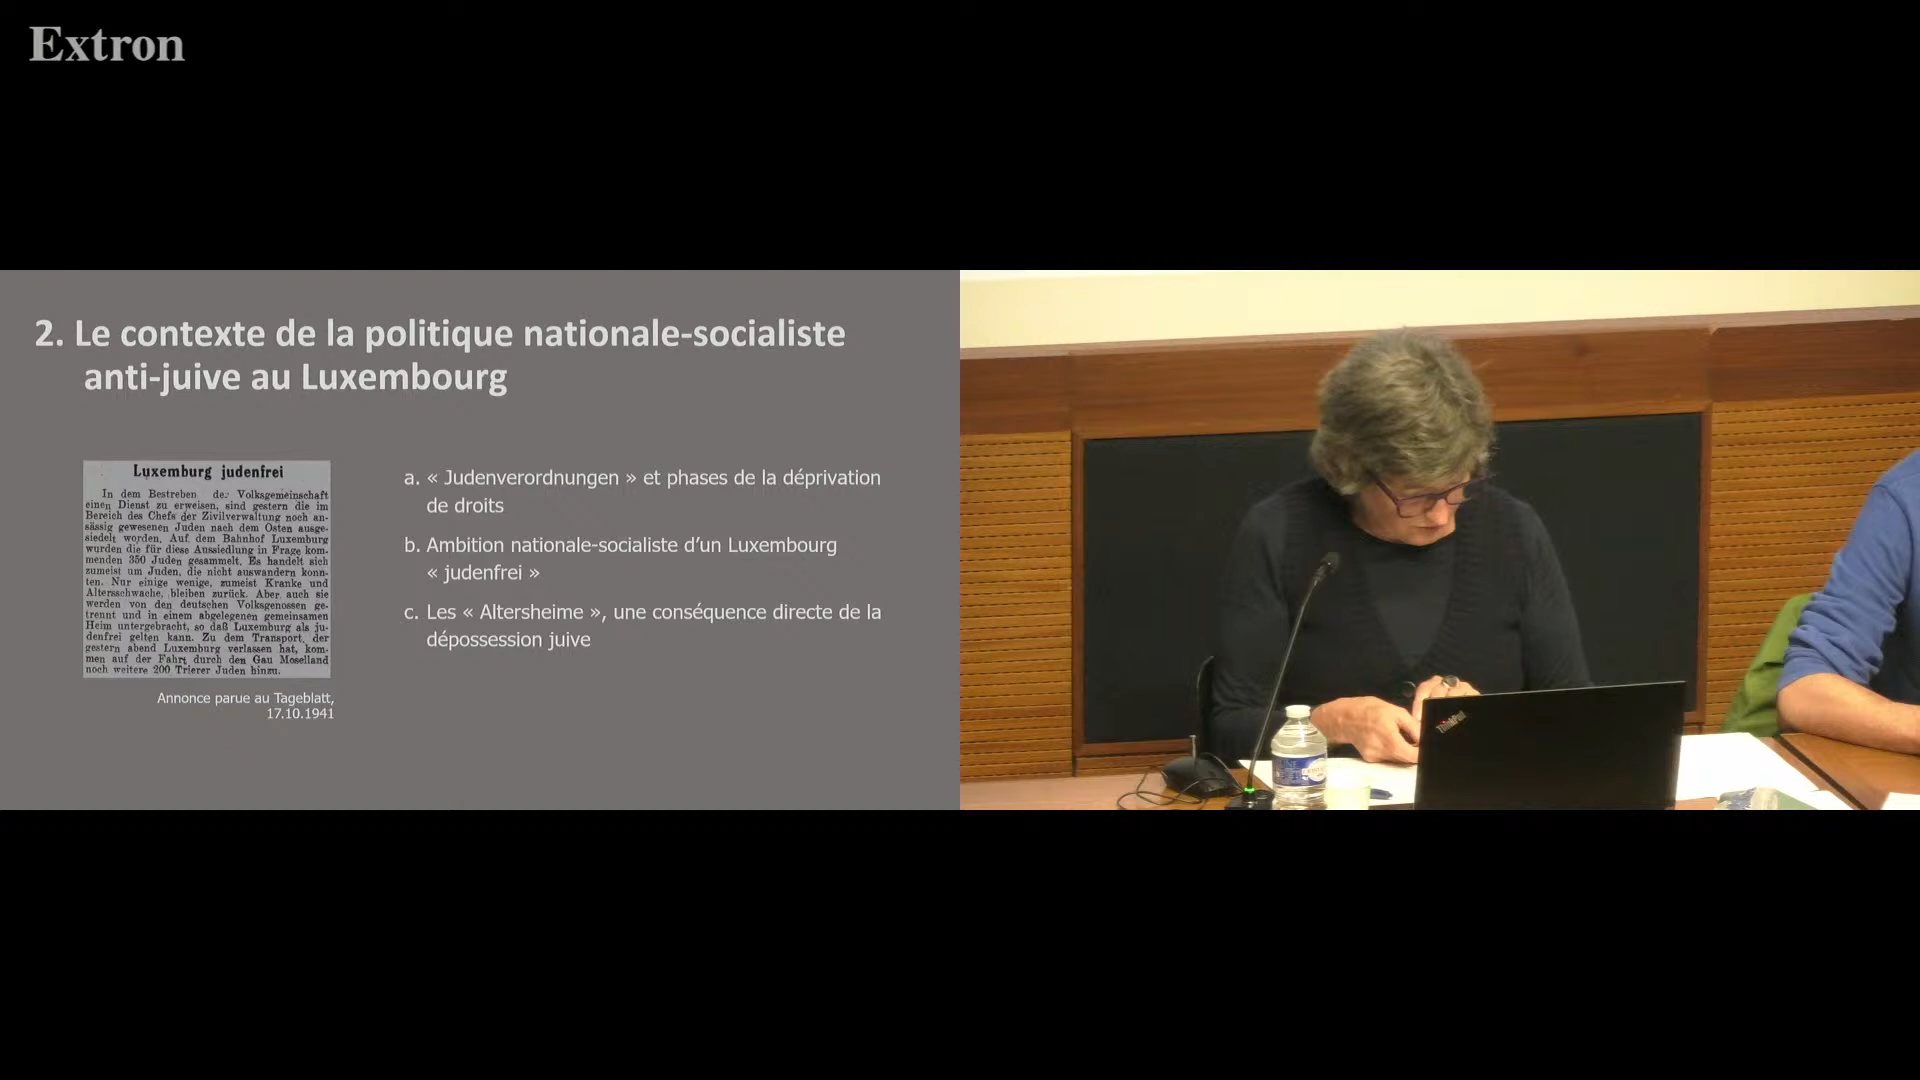 Extron
2. Le contexte de la politique nationale-socialiste
anti-juive au Luxembourg
Luxemburg judenfrei
In dem Bestreben der Volksgemeinschaft
einen Dienst zu erweisen, sind gestern die im
Bereich des Chefs der Zivilverwaltung noch an-
sässig gewesenen Juden nach dem Osten ausge-
siedelt worden. Auf dem Bahnhof Luxemburg
wurden die für diese Aussiedlung in Frage kom-
menden 350 Juden gesammelt. Es handelt sich
zumeist um Juden, die nicht auswandern konn-
ten. Nur einige wenige, zumeist Kranke und
Altersschwache, bleiben zurück. Aber auch sie
werden von den deutschen Volksgenossen ge-
trennt und in einem abgelegenen gemeinsamen
Heim untergebracht, so daß Luxemburg als ju-
denfrei gelten kann. Zu dem Transport, der
gestern abend Luxemburg verlassen hat, kom-
men auf der Fahrt durch den Gau Moselland
noch weitere 200 Trierer Juden hinzu.
Annonce parue au Tageblatt,
17.10.1941
a. « Judenverordnungen » et phases de la déprivation
de droits
b. Ambition nationale-socialiste d'un Luxembourg
« judenfrei »
c. Les « Altersheime », une conséquence directe de la
dépossession juive
ThinkPad